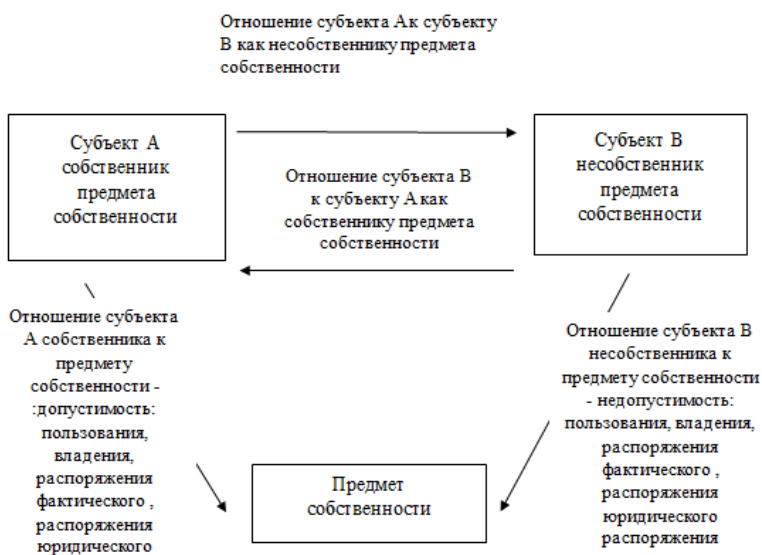 Отношение субъекта Ак субъекту
В как несобственнику предмета
собственности
Субъект А
собственник
предмета
собственности
Субъект В
несобственник
предмета
собственности
Отношение субъекта В
к субъекту Акак
собственнику предмета
собственности
Отношение субъекта
А собственника к
предмету
собственности -
:допустимость:
пользования,
владения,
распоряжения
фактического ,
распоряжения
юридического
Отношение субъекта В
несобственника к
предмету собственности
- недопустимость:
пользования, владения,
распоряжения
фактического ,
распоряжения
юридического
распоряжения
Предмет
собственности